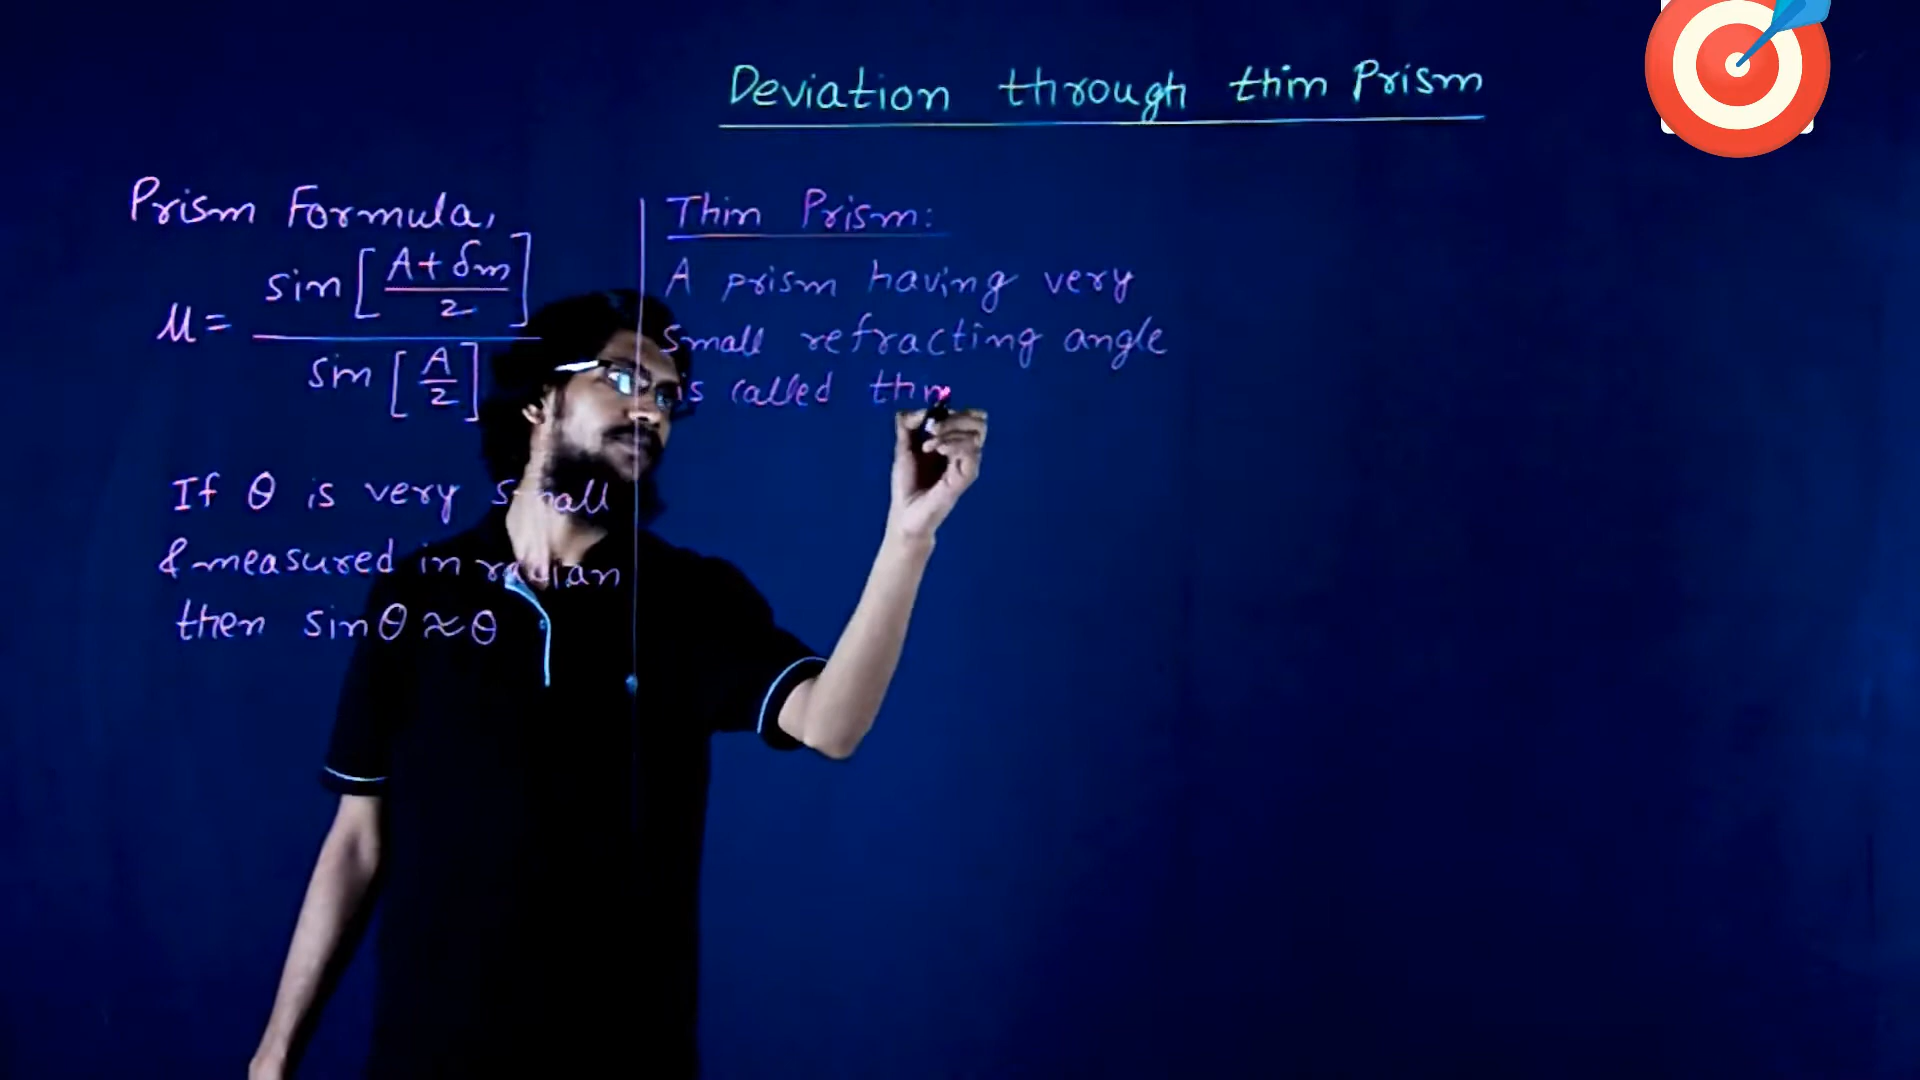 Deviation through thin Prism
Prism Formula,
μ = sin [ (A + δm) / 2 ] / sin [ A / 2 ]
If θ is very small
& measured in radian
then sin θ ≈ θ
Thin Prism:
A prism having very
small refracting angle
is called thin